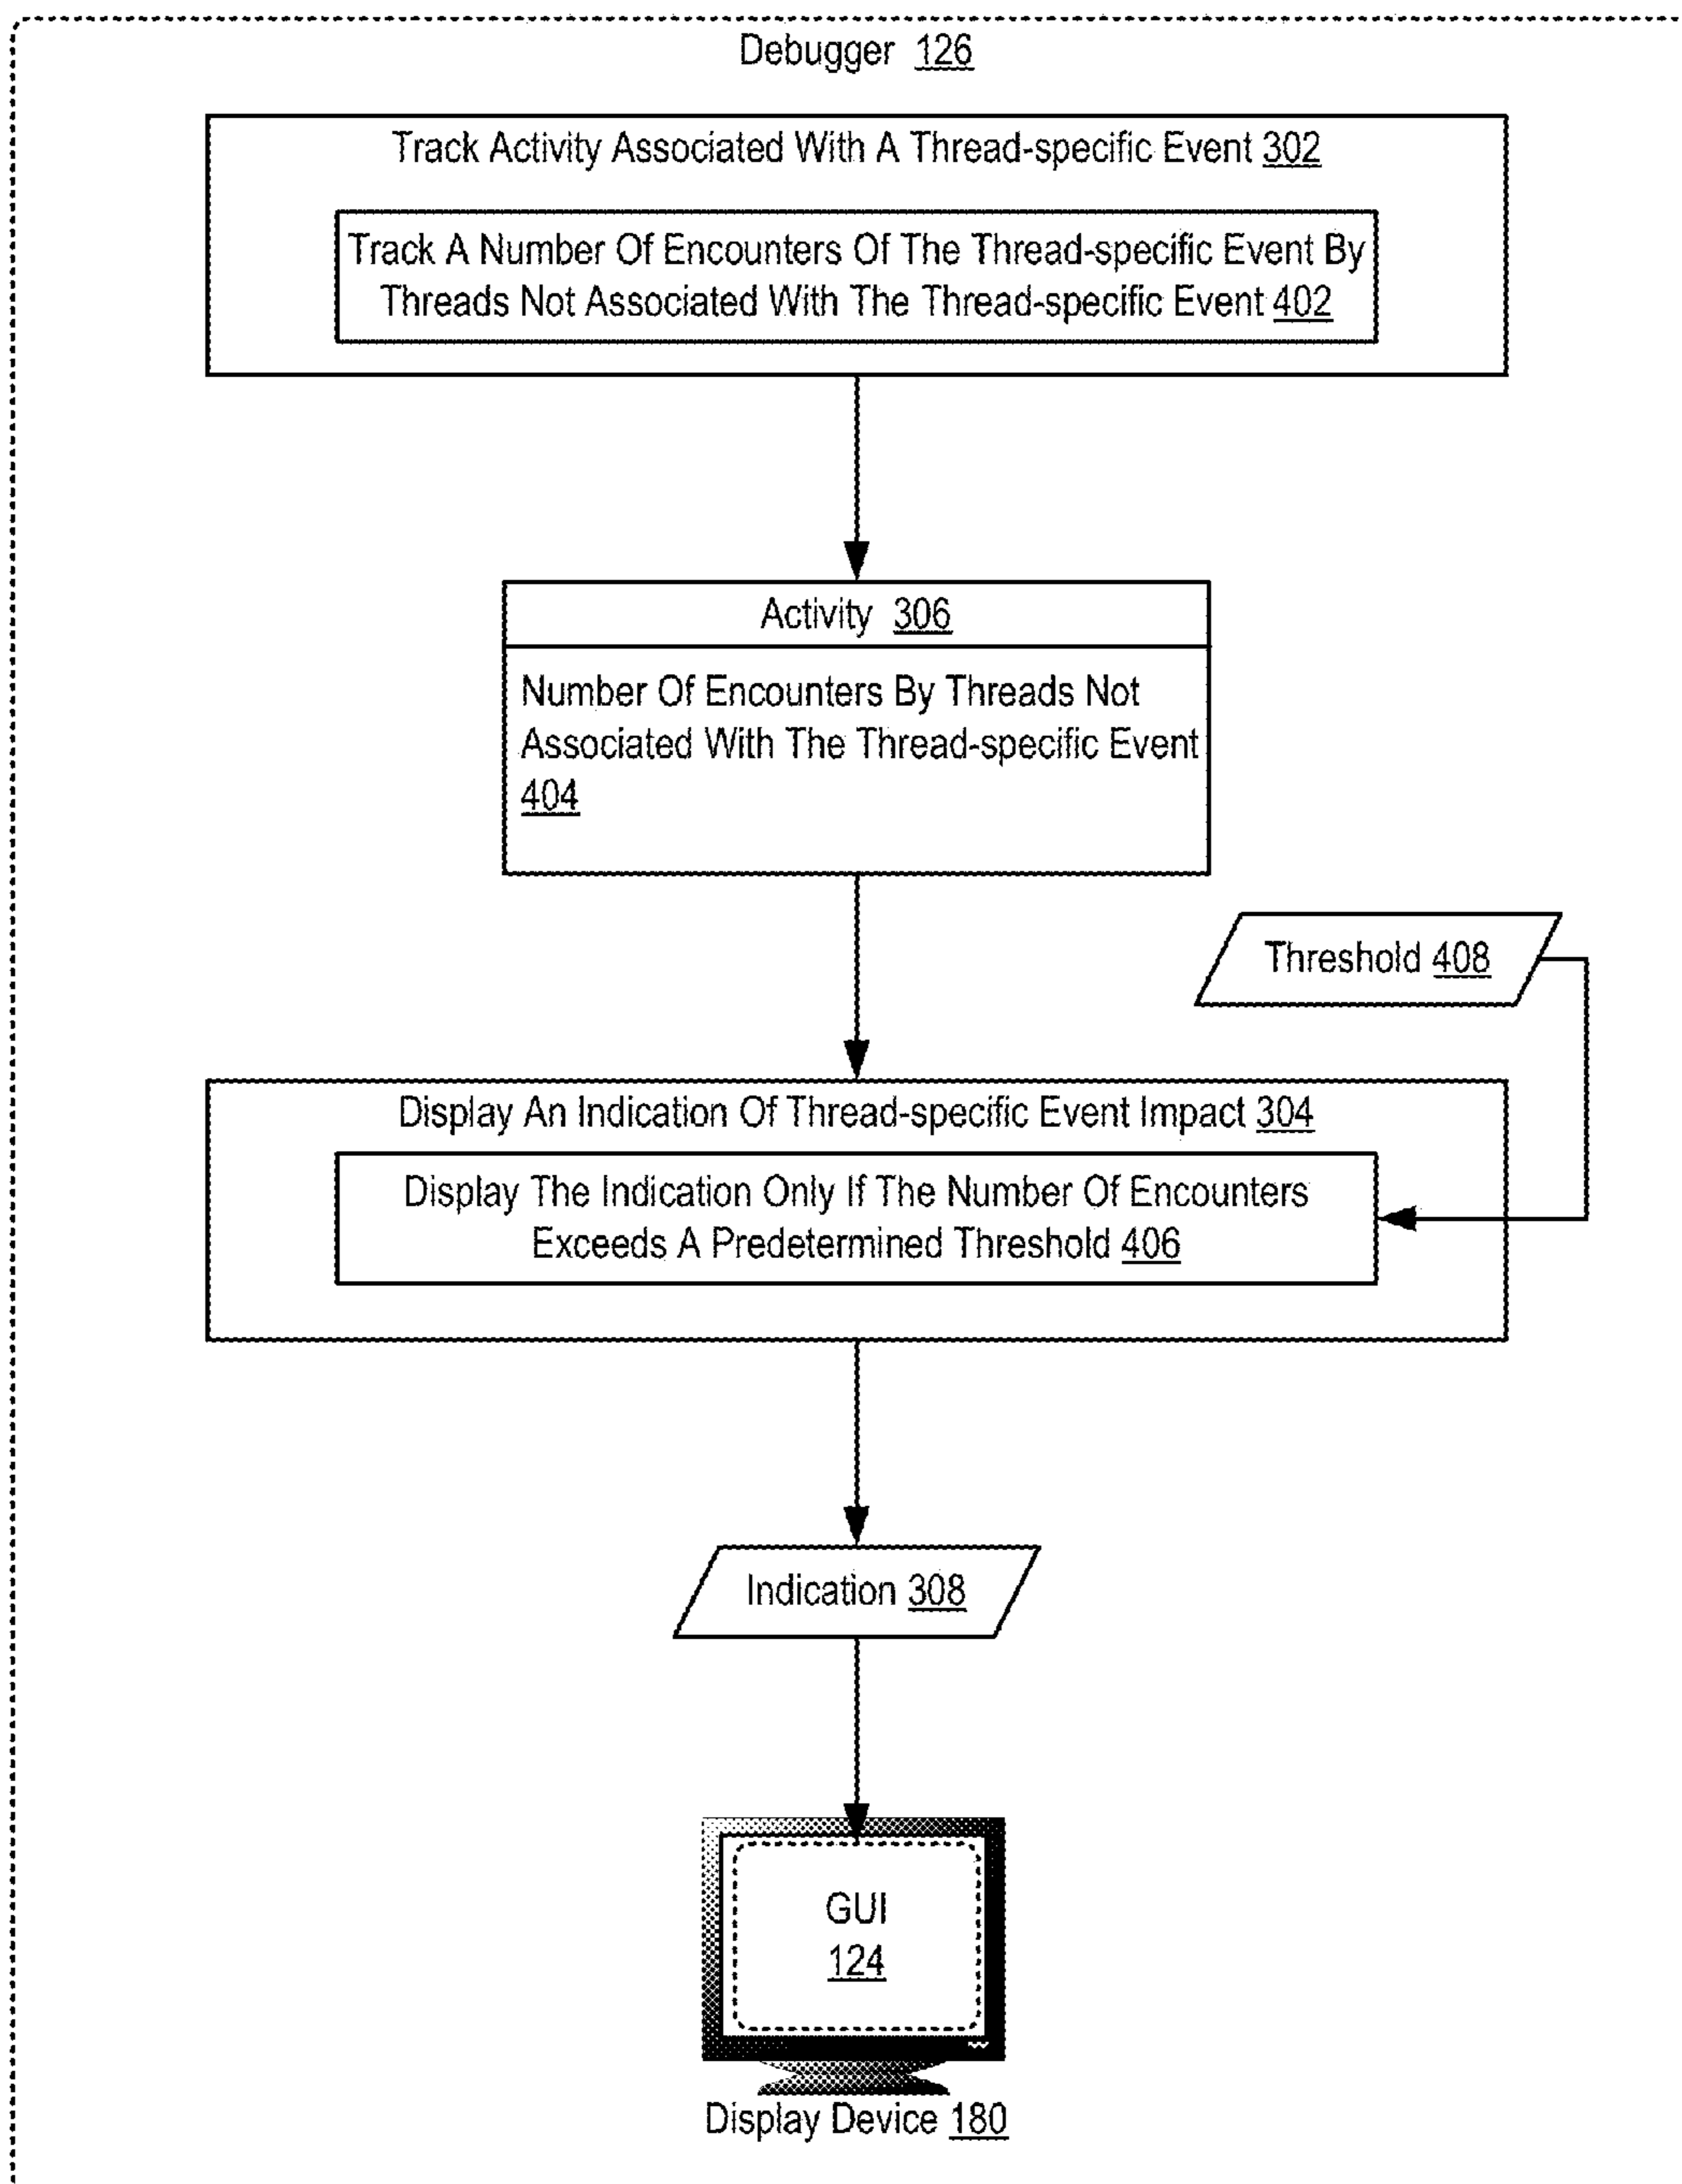 Debugger 126
Track Activity Associated With A Thread-specific Event 302
Track A Number Of Encounters Of The Thread-specific Event By
Threads Not Associated With The Thread-specific Event 402
Activity 306
Number Of Encounters By Threads Not
Associated With The Thread-specific Event
404
Threshold 408
Display An Indication Of Thread-specific Event Impact 304
Display The Indication Only If The Number Of Encounters
Exceeds A Predetermined Threshold 406
Indication 308
GUI
124
Display Device 180